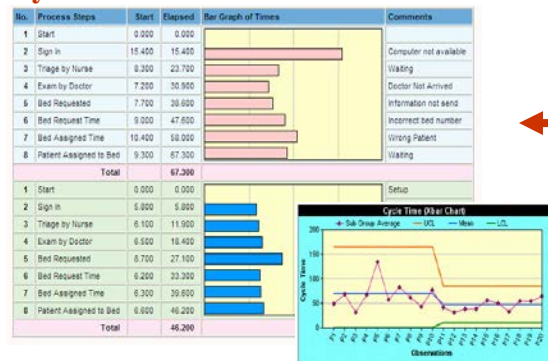 No. Process Steps Start Elapsed Bar Graph of Times Comments
1 Start 0.000 0.000
2 Sign In 15.400 15.400 Computer not available
3 Triage by Nurse 8.300 23.700 Waiting
4 Exam by Doctor 7.200 30.900 Doctor Not Arrived
5 Bed Requested 7.700 38.600 Information not send
6 Bed Request Time 9.000 47.600 Incorrect bed number
7 Bed Assigned Time 10.400 58.000 Wrong Patient
8 Patient Assigned to Bed 9.300 67.300 Waiting
Total 67.300
1 Start 0.000 0.000 Setup
2 Sign In 5.800 5.800
3 Triage by Nurse 6.100 11.900
4 Exam by Doctor 6.500 18.400
5 Bed Requested 8.700 27.100
6 Bed Request Time 6.200 33.300
7 Bed Assigned Time 6.300 39.600
8 Patient Assigned to Bed 6.600 46.200
Total 46.200
Cycle Time (Xbar Chart)
Sub Group Average UCL Mean LCL
Cycle Time
200
150
100
50
0
Observations